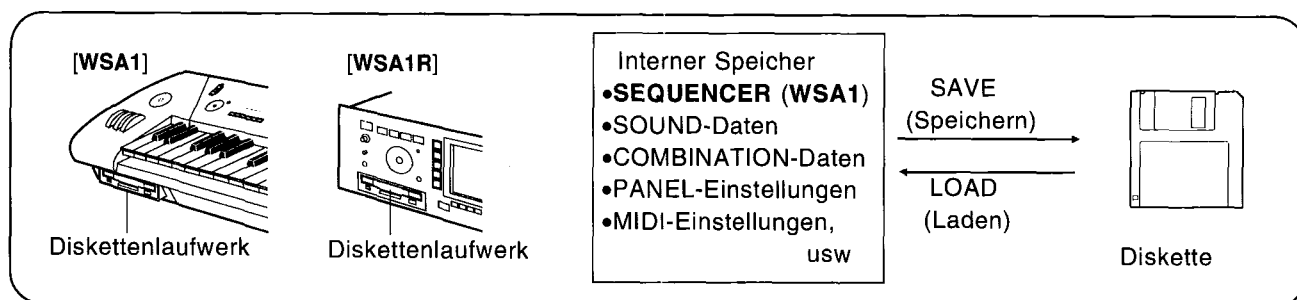 [WSA1]
Diskettenlaufwerk
[WSA1R]
Diskettenlaufwerk
Interner Speicher
•SEQUENCER (WSA1)
•SOUND-Daten
•COMBINATION-Daten
•PANEL-Einstellungen
•MIDI-Einstellungen,
usw
SAVE
(Speichern)
LOAD
(Laden)
Diskette